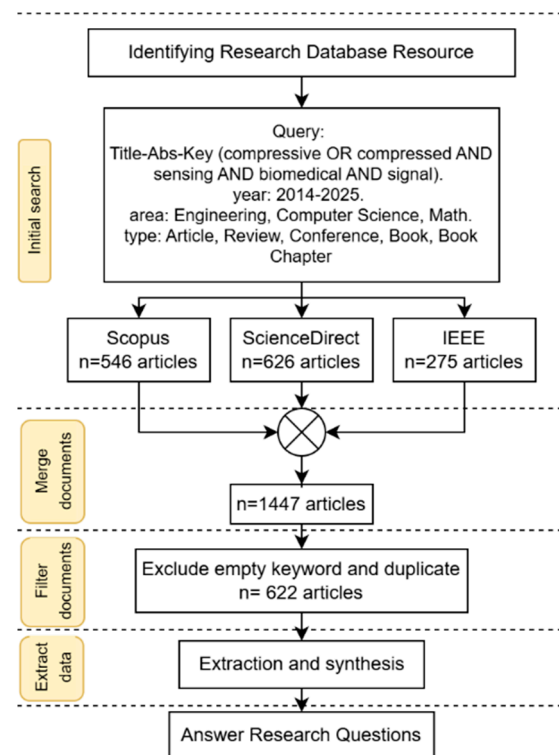 Identifying Research Database Resource
Initial search
Query:
Title-Abs-Key (compressive OR compressed AND
sensing AND biomedical AND signal).
year: 2014-2025.
area: Engineering, Computer Science, Math.
type: Article, Review, Conference, Book, Book
Chapter
Scopus
n=546 articles
ScienceDirect
n=626 articles
IEEE
n=275 articles
Merge
documents
n=1447 articles
Filter
documents
Exclude empty keyword and duplicate
n= 622 articles
Extract
data
Extraction and synthesis
Answer Research Questions